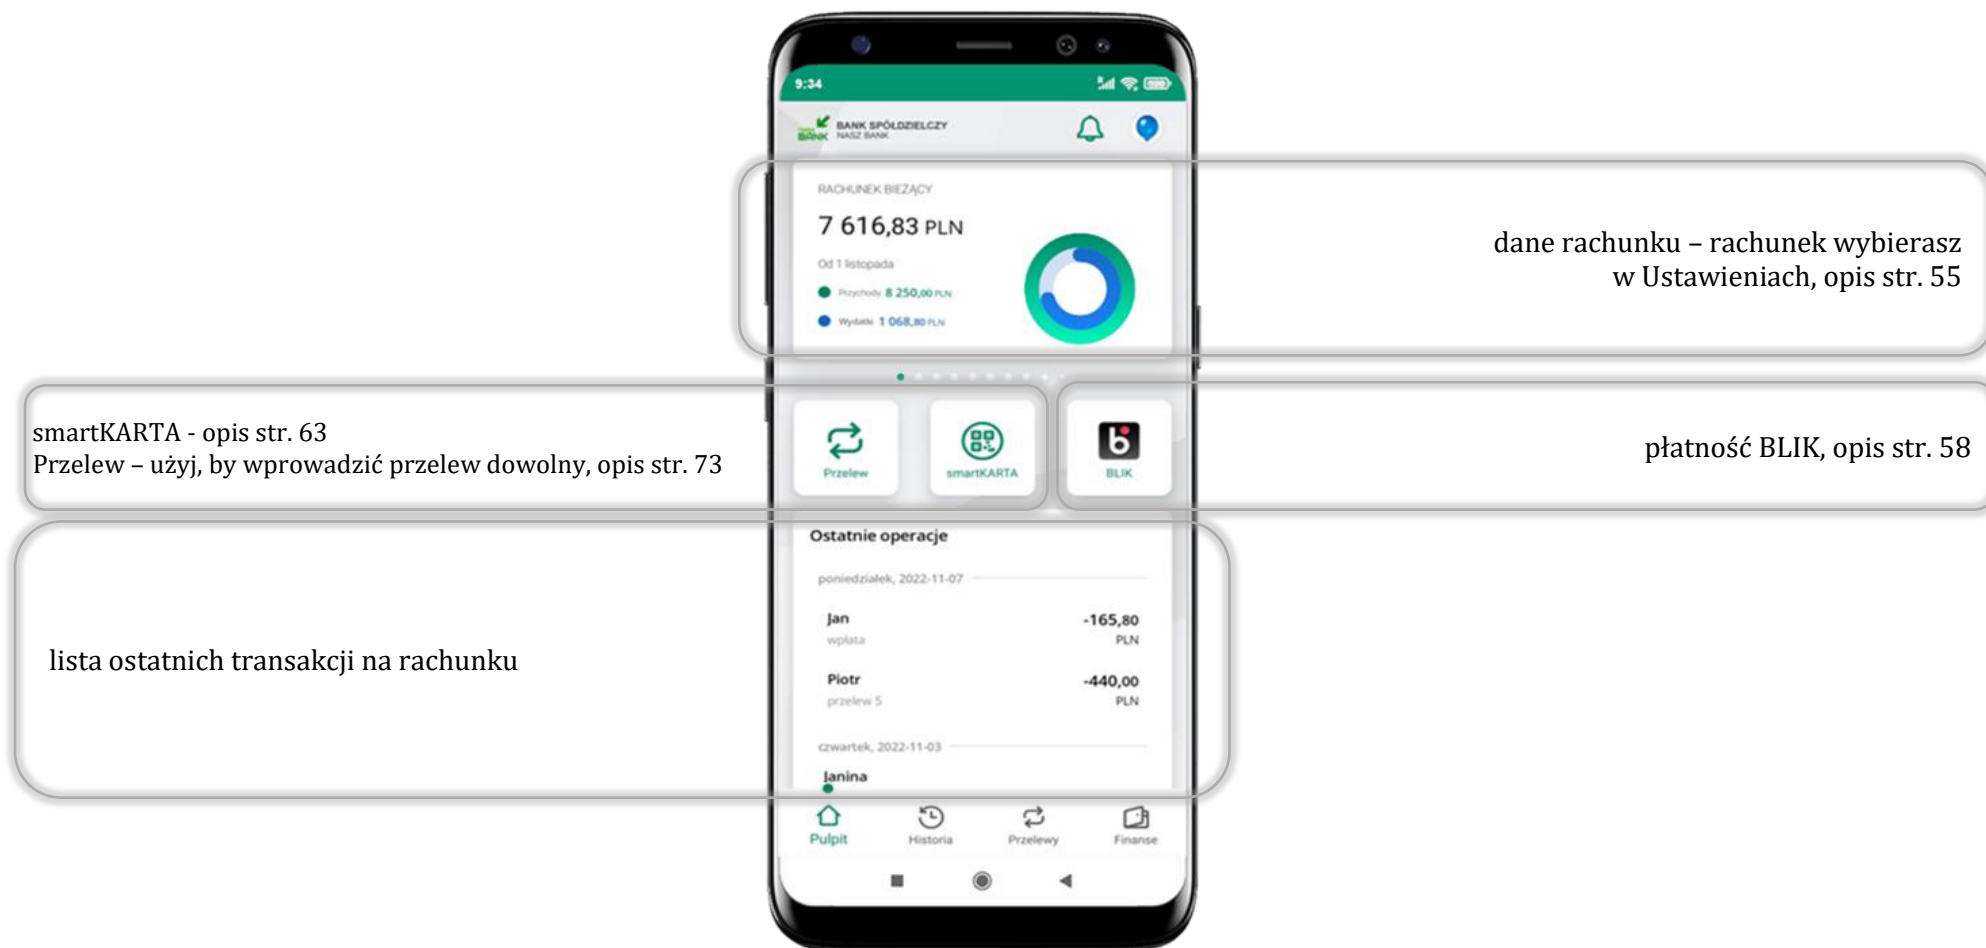 9:34
BANK
BANK SPÓŁDZIELCZY
NASZ BANK
RACHUNEK BIEŻĄCY
7 616,83 PLN
Od 1 listopada
Przychody 8 250,00 PLN
Wydatki 1 068,80 PLN
dane rachunku – rachunek wybierasz
w Ustawieniach, opis str. 55
smartKARTA - opis str. 63
Przelew – użyj, by wprowadzić przelew dowolny, opis str. 73
Przelew
smartKARTA
BLIK
płatność BLIK, opis str. 58
Ostatnie operacje
poniedziałek, 2022-11-07
Jan -165,80
wpłata PLN
Piotr -440,00
przelew 5 PLN
czwartek, 2022-11-03
Janina
lista ostatnich transakcji na rachunku
Pulpit
Historia
Przelewy
Finanse